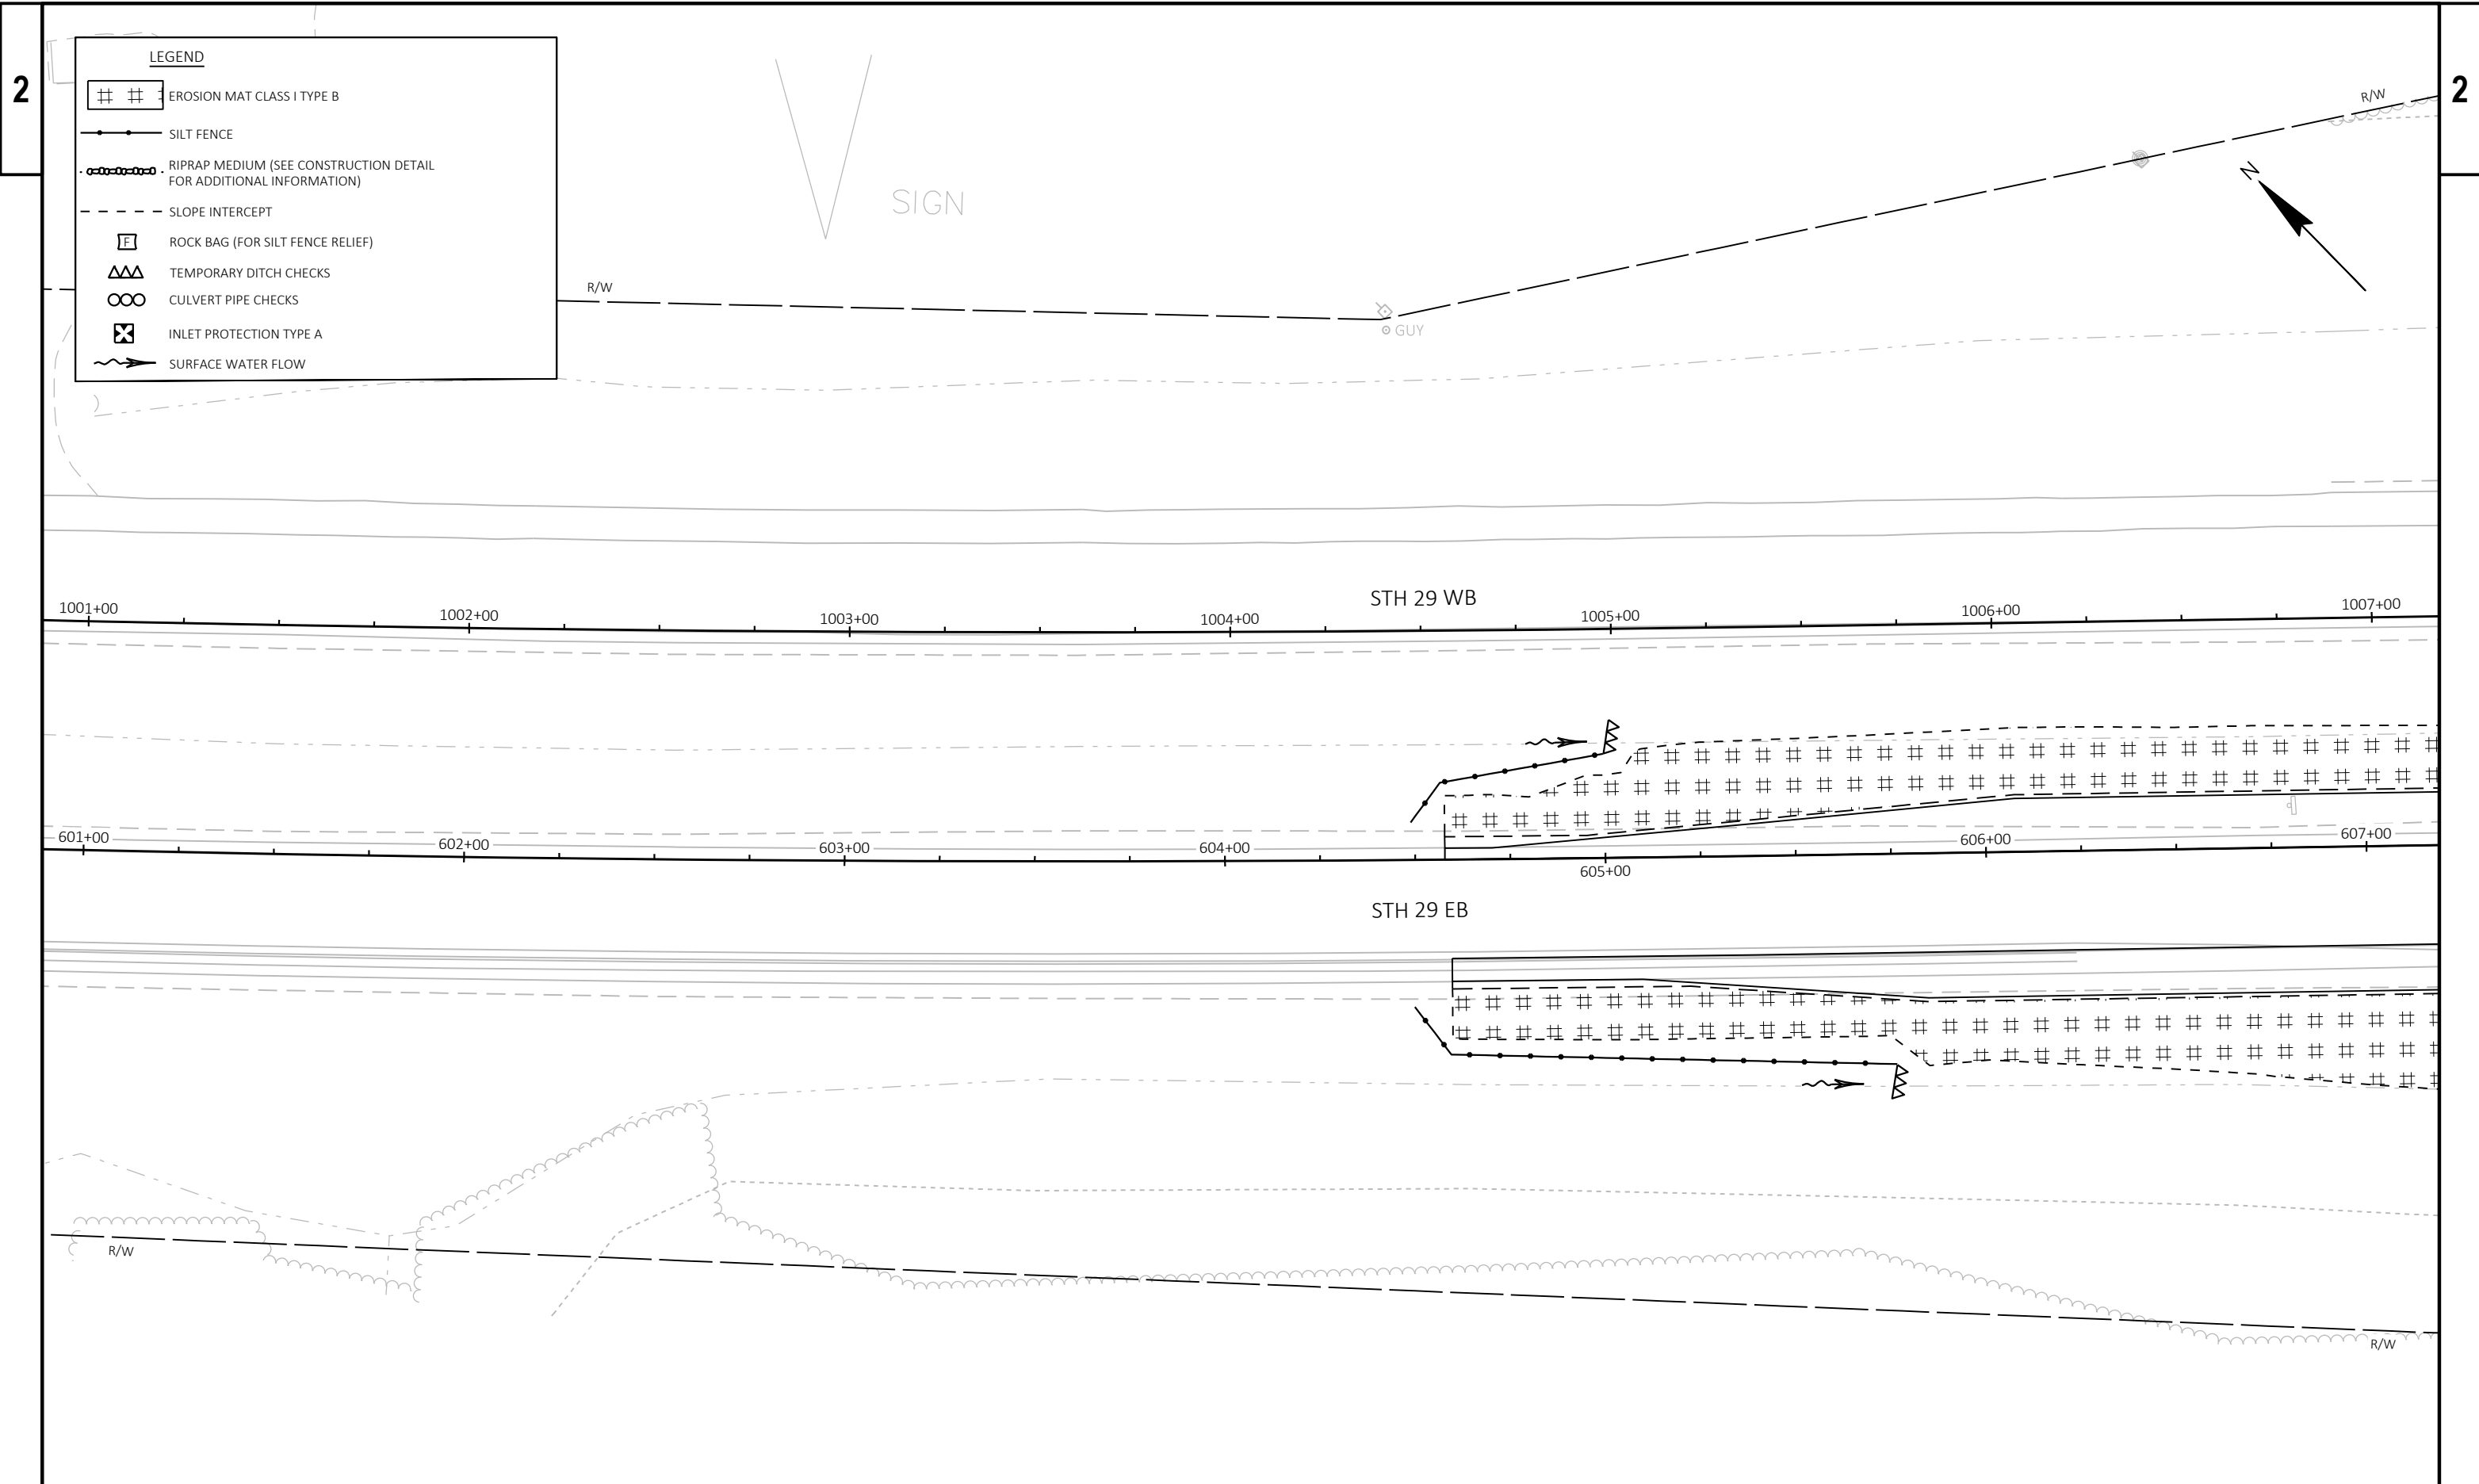 2
2
LEGEND
EROSION MAT CLASS I TYPE B
SILT FENCE
RIPRAP MEDIUM (SEE CONSTRUCTION DETAIL
FOR ADDITIONAL INFORMATION)
SLOPE INTERCEPT
F
ROCK BAG (FOR SILT FENCE RELIEF)
TEMPORARY DITCH CHECKS
CULVERT PIPE CHECKS
INLET PROTECTION TYPE A
SURFACE WATER FLOW
R/W
N
SIGN
R/W
GUY
STH 29 WB
1001+00
1002+00
1003+00
1004+00
1005+00
1006+00
1007+00
601+00
602+00
603+00
604+00
605+00
606+00
607+00
STH 29 EB
R/W
R/W